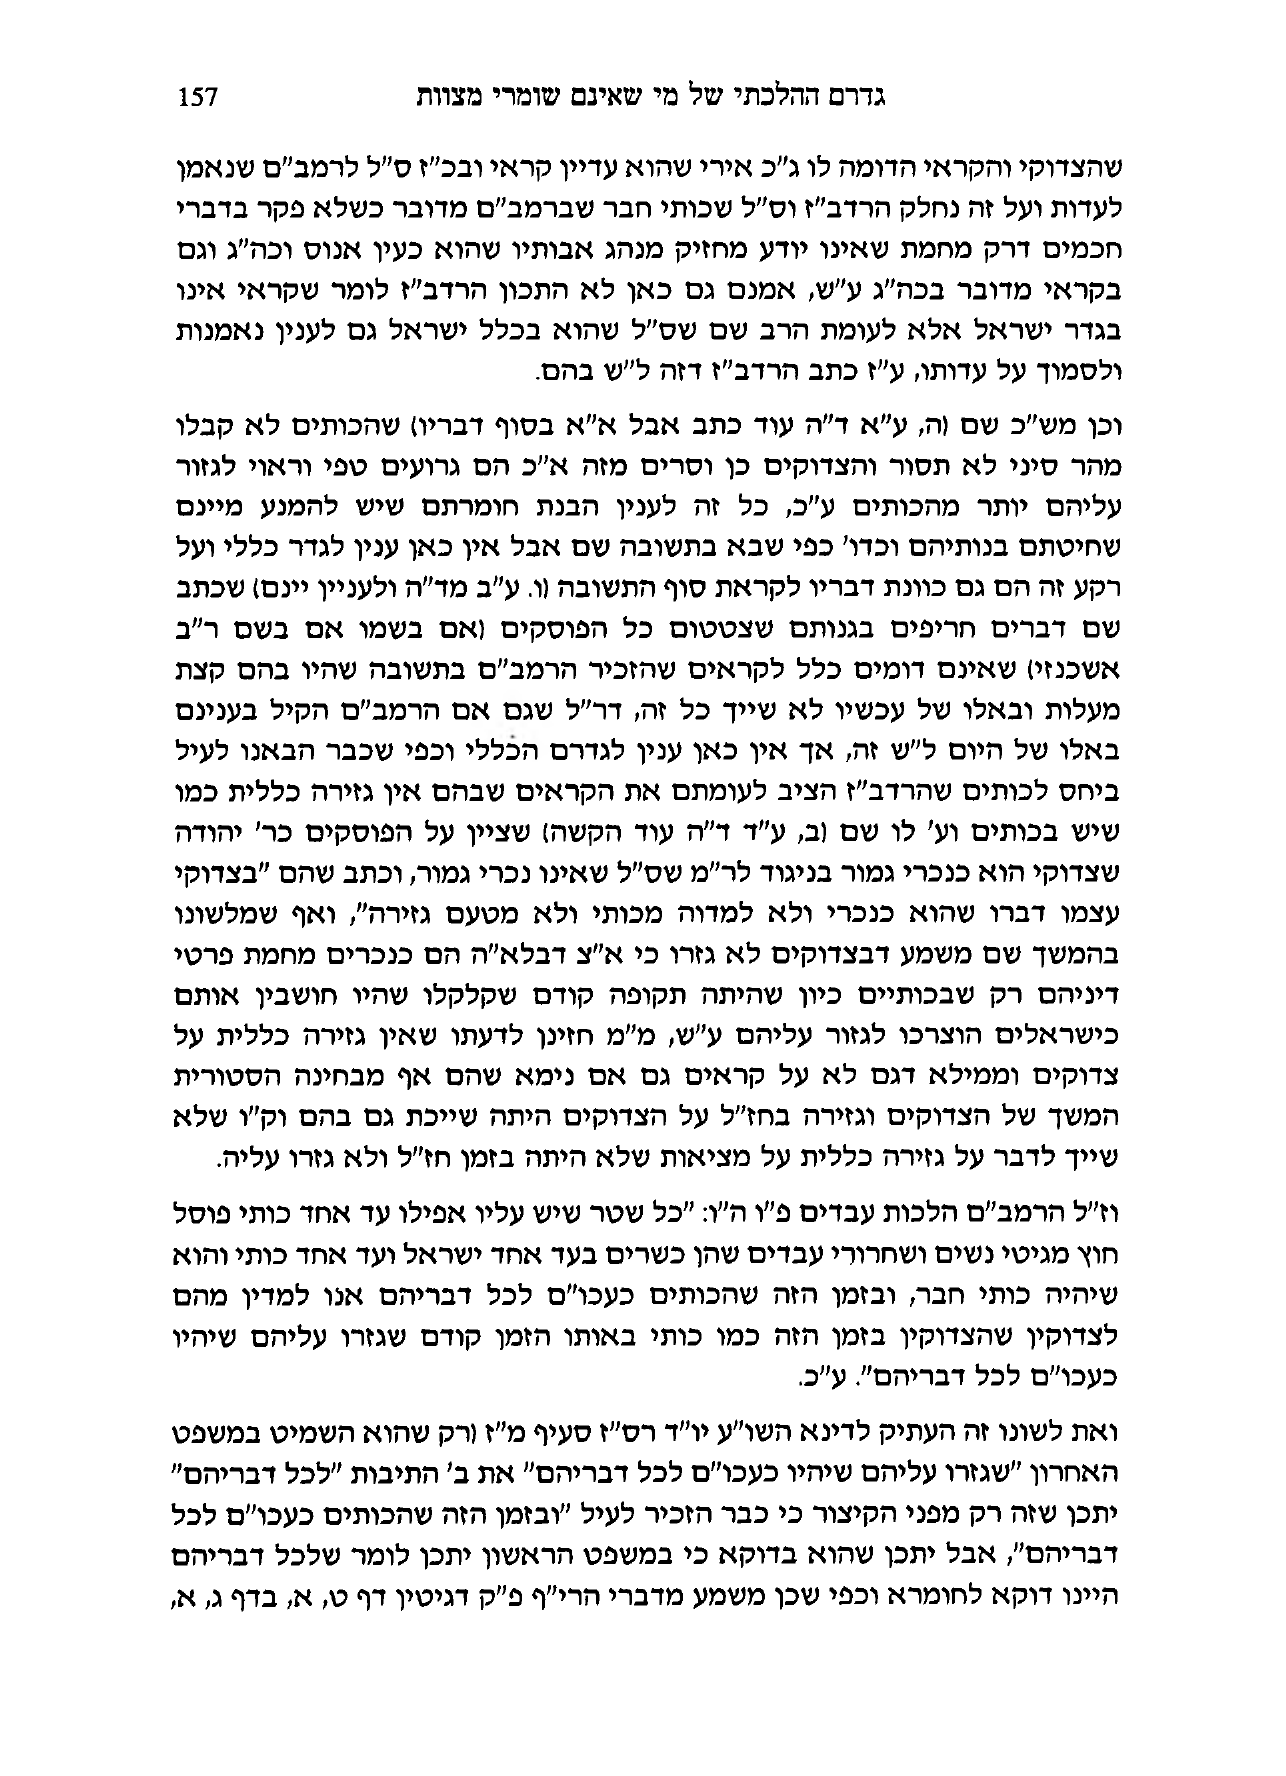 גדרם ההלכתי של מי שאינם שומרי מצוות 157
שהצדוקי והקראי הדומה לו ג"כ אירי שהוא עדיין קראי ובכ"ז ס"ל לרמב"ם שנאמן
לעדות ועל זה נחלק הרדב"ז וס"ל שכותי חבר שברמב"ם מדובר כשלא פקר בדברי
חכמים דרק מחמת שאינו יודע מחזיק מנהג אבותיו שהוא כעין אנוס וכה"ג וגם
בקראי מדובר בכה"ג ע"ש, אמנם גם כאן לא התכון הרדב"ז לומר שקראי אינו
בגדר ישראל אלא לעומת הרב שם שס"ל שהוא בכלל ישראל גם לענין נאמנות
ולסמוך על עדותו, ע"ז כתב הרדב"ז דזה ל"ש בהם.
וכן מש"כ שם (ה, ע"א ד"ה עוד כתב אבל א"א בסוף דבריו) שהכותים לא קבלו
מהר סיני לא תסור והצדוקים כן וסרים מזה א"כ הם גרועים טפי וראוי לגזור
עליהם יותר מהכותים ע"כ, כל זה לענין הבנת חומרתם שיש להמנע מיינם
שחיטתם בנותיהם וכדו' כפי שבא בתשובה שם אבל אין כאן ענין לגדר כללי ועל
רקע זה הם גם כוונת דבריו לקראת סוף התשובה (ו. ע"ב מד"ה ולעניין יינם) שכתב
שם דברים חריפים בגנותם שצטטום כל הפוסקים (אם בשמו אם בשם ר"ב
אשכנזי) שאינם דומים כלל לקראים שהזכיר הרמב"ם בתשובה שהיו בהם קצת
מעלות ובאלו של עכשיו לא שייך כל זה, דר"ל שגם אם הרמב"ם הקיל בענינם
באלו של היום ל"ש זה, אך אין כאן ענין לגדרם הכללי וכפי שכבר הבאנו לעיל
ביחס לכותים שהרדב"ז הציב לעומתם את הקראים שבהם אין גזירה כללית כמו
שיש בכותים וע' לו שם (ב, ע"ד ד"ה עוד הקשה) שציין על הפוסקים כר' יהודה
שצדוקי הוא כנכרי גמור בניגוד לר"מ שס"ל שאינו נכרי גמור, וכתב שהם "בצדוקי
עצמו דברו שהוא כנכרי ולא למדוה מכותי ולא מטעם גזירה", ואף שמלשונו
בהמשך שם משמע דבצדוקים לא גזרו כי א"צ דבלא"ה הם כנכרים מחמת פרטי
דיניהם רק שבכותיים כיון שהיתה תקופה קודם שקלקלו שהיו חושבין אותם
כישראלים הוצרכו לגזור עליהם ע"ש, מ"מ חזינן לדעתו שאין גזירה כללית על
צדוקים וממילא דגם לא על קראים גם אם נימא שהם אף מבחינה הסטורית
המשך של הצדוקים וגזירה בחז"ל על הצדוקים היתה שייכת גם בהם וק"ו שלא
שייך לדבר על גזירה כללית על מציאות שלא היתה בזמן חז"ל ולא גזרו עליה.
וז"ל הרמב"ם הלכות עבדים פ"ו ה"ו: "כל שטר שיש עליו אפילו עד אחד כותי פוסל
חוץ מגיטי נשים ושחרורי עבדים שהן כשרים בעד אחד ישראל ועד אחד כותי והוא
שיהיה כותי חבר, ובזמן הזה שהכותים כעכו"ם לכל דבריהם אנו למדין מהם
לצדוקין שהצדוקין בזמן הזה כמו כותי באותו הזמן קודם שגזרו עליהם שיהיו
כעכו"ם לכל דבריהם". ע"כ.
ואת לשונו זה העתיק לדינא השו"ע יו"ד רס"ז סעיף מ"ז (רק שהוא השמיט במשפט
האחרון "שגזרו עליהם שיהיו כעכו"ם לכל דבריהם" את ב' התיבות "לכל דבריהם"
יתכן שזה רק מפני הקיצור כי כבר הזכיר לעיל "ובזמן הזה שהכותים כעכו"ם לכל
דבריהם", אבל יתכן שהוא בדוקא כי במשפט הראשון יתכן לומר שלכל דבריהם
היינו דוקא לחומרא וכפי שכן משמע מדברי הרי"ף פ"ק דגיטין דף ט, א, בדף ג, א,